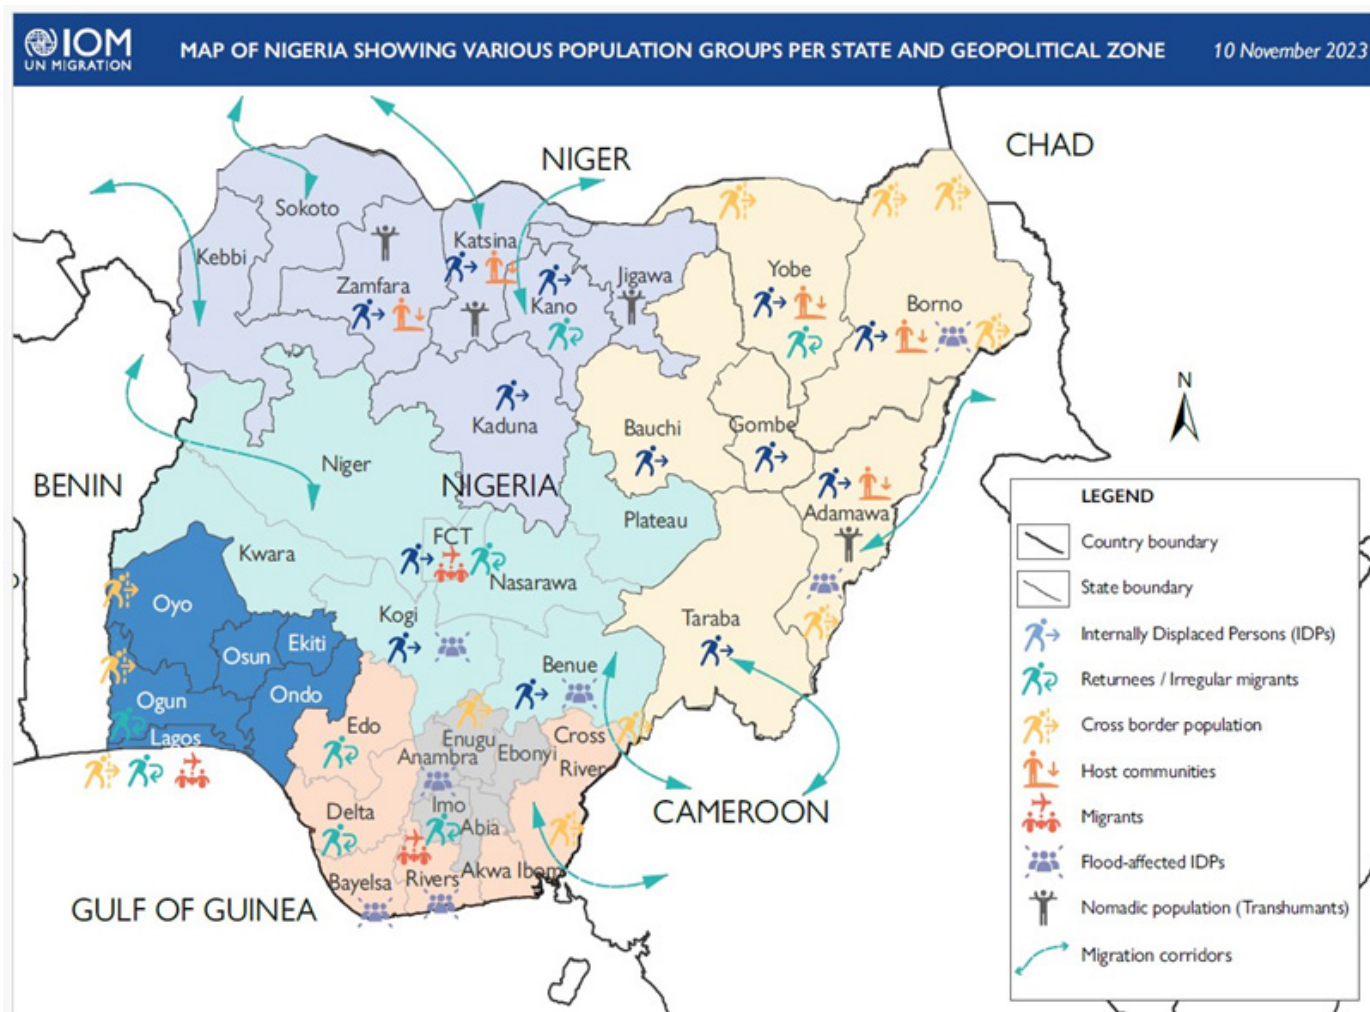 IOM
UN MIGRATION
MAP OF NIGERIA SHOWING VARIOUS POPULATION GROUPS PER STATE AND GEOPOLITICAL ZONE
10 November 2023
CHAD
NIGER
Sokoto
Katsina
Kebbi
Jigawa
Yobe
Zamfara
Kano
Borno
Kaduna
Bauchi
Gombe
Niger
BENIN
NIGERIA
Adamawa
Plateau
FCT
Kwara
Nasarawa
Oyo
Kogi
Taraba
Ekiti
Osun
Benue
Ogun
Ondo
Edo
Lagos
Enugu
Cross
River
Anambra
Ebonyi
Imo
Delta
Abia
CAMEROON
Bayelsa
Rivers
Akwa Ibom
GULF OF GUINEA
N
LEGEND
Country boundary
State boundary
Internally Displaced Persons (IDPs)
Returnees / Irregular migrants
Cross border population
Host communities
Migrants
Flood-affected IDPs
Nomadic population (Transhumants)
Migration corridors